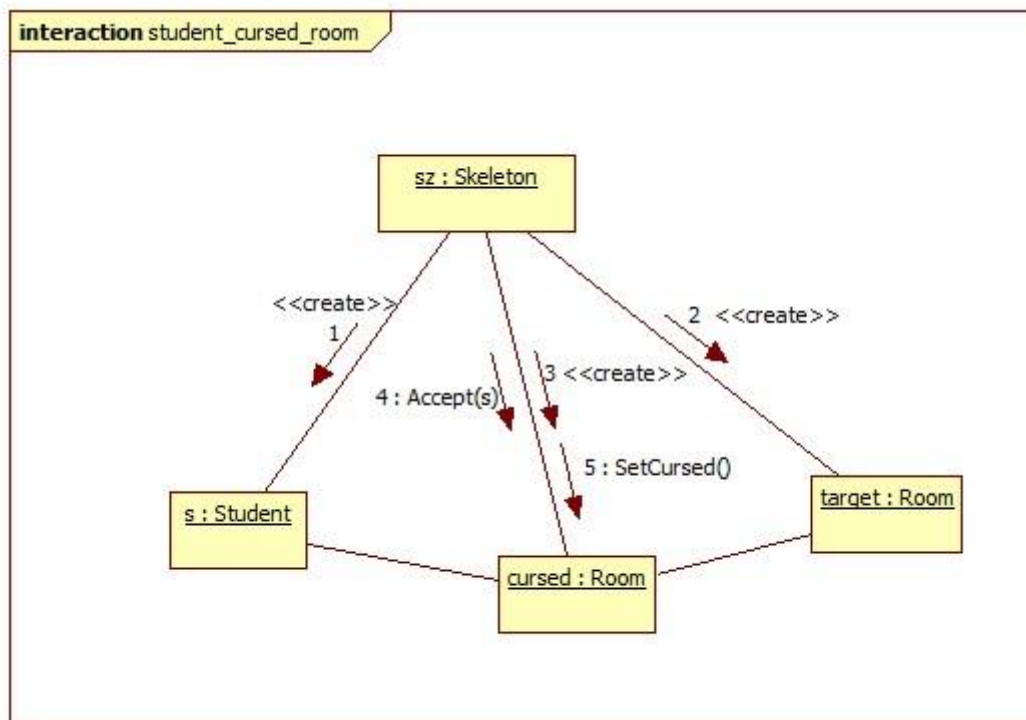 interaction student_cursed_room
sz : Skeleton
<<create>>
1
2 <<create>>
3 <<create>>
4 : Accept(s)
5 : SetCursed()
s : Student
target : Room
cursed : Room